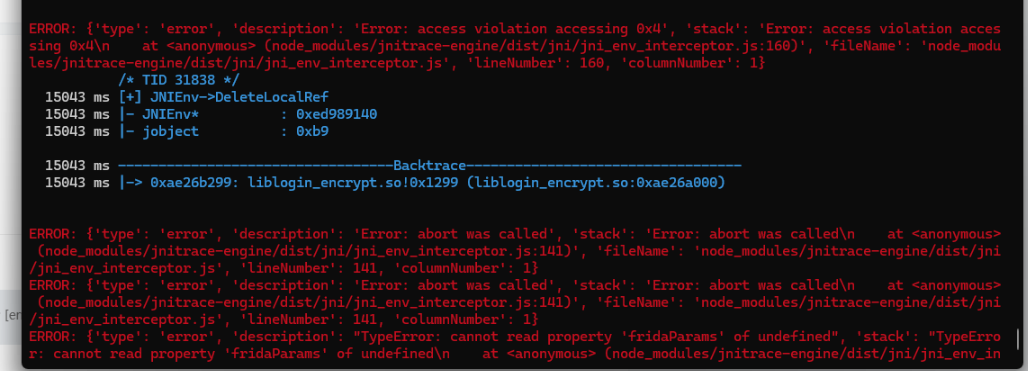 ERROR: {'type': 'error', 'description': 'Error: access violation accessing 0x4', 'stack': 'Error: access violation acces
sing 0x4\n    at <anonymous> (node_modules/jnitrace-engine/dist/jni/jni_env_interceptor.js:160)', 'fileName': 'node_modu
les/jnitrace-engine/dist/jni/jni_env_interceptor.js', 'lineNumber': 160, 'columnNumber': 1}
/* TID 31838 */
15043 ms [+] JNIEnv->DeleteLocalRef
15043 ms |- JNIEnv*          : 0xed989140
15043 ms |- jobject          : 0xb9
15043 ms ----------------------------------Backtrace----------------------------------
15043 ms |-> 0xae26b299: liblogin_encrypt.so!0x1299 (liblogin_encrypt.so:0xae26a000)
ERROR: {'type': 'error', 'description': 'Error: abort was called', 'stack': 'Error: abort was called\n    at <anonymous>
(node_modules/jnitrace-engine/dist/jni/jni_env_interceptor.js:141)', 'fileName': 'node_modules/jnitrace-engine/dist/jni
/jni_env_interceptor.js', 'lineNumber': 141, 'columnNumber': 1}
ERROR: {'type': 'error', 'description': 'Error: abort was called', 'stack': 'Error: abort was called\n    at <anonymous>
(node_modules/jnitrace-engine/dist/jni/jni_env_interceptor.js:141)', 'fileName': 'node_modules/jnitrace-engine/dist/jni
/jni_env_interceptor.js', 'lineNumber': 141, 'columnNumber': 1}
[en
ERROR: {'type': 'error', 'description': "TypeError: cannot read property 'fridaParams' of undefined", 'stack': "TypeErro
r: cannot read property 'fridaParams' of undefined\n    at <anonymous> (node_modules/jnitrace-engine/dist/jni/jni_env_in